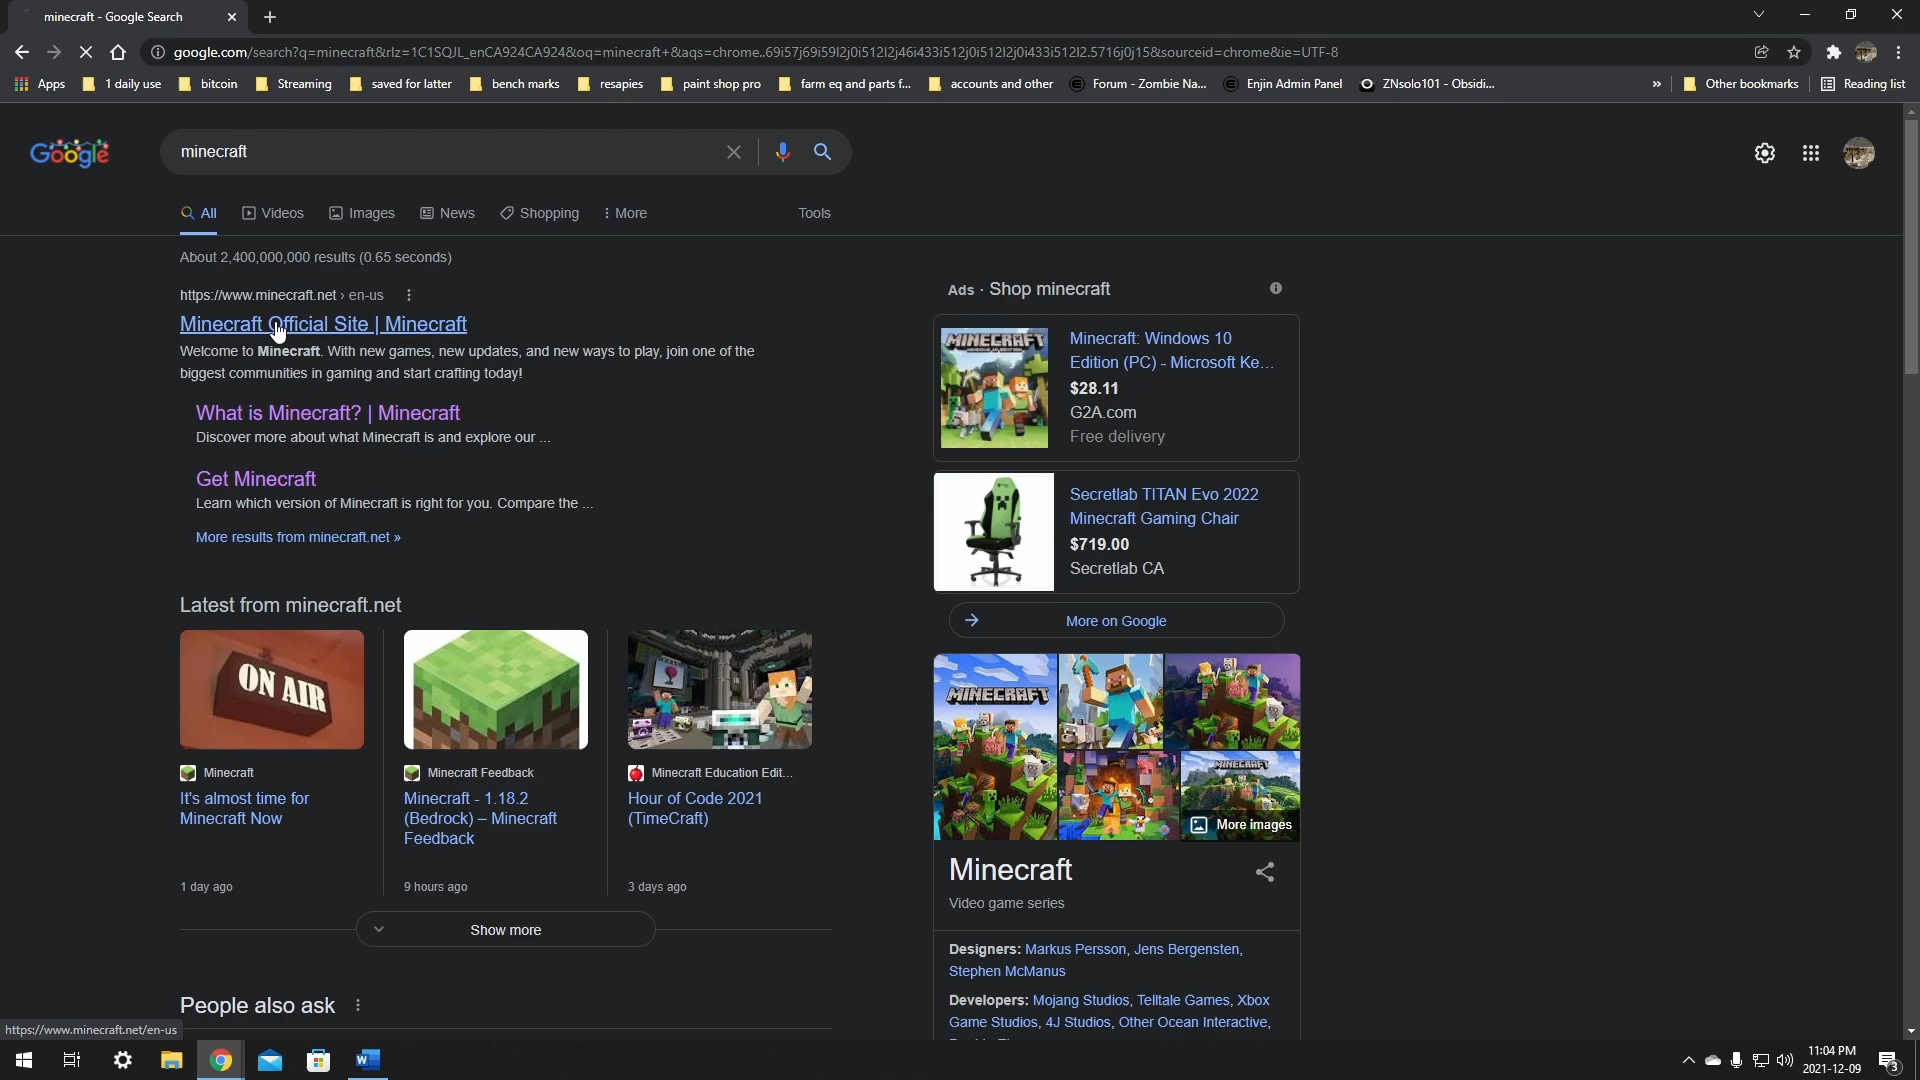 minecraft - Google Search
google.com/search?q=minecraft&rlz=1C1SQJL_enCA924CA924&oq=minecraft+&aqs=chrome..69i57j69i59l2j0i512l2j46i433i512j0i512l2j0i433i512l2.5716j0j15&sourceid=chrome&ie=UTF-8
Apps
1 daily use
bitcoin
Streaming
saved for latter
bench marks
resapies
paint shop pro
farm eq and parts f...
accounts and other
Forum - Zombie Na...
Enjin Admin Panel
ZNsolo101 - Obsidi...
»
Other bookmarks
Reading list
Google
minecraft
All
Videos
Images
News
Shopping
More
Tools
About 2,400,000,000 results (0.65 seconds)
https://www.minecraft.net › en-us
Minecraft Official Site | Minecraft
Welcome to Minecraft. With new games, new updates, and new ways to play, join one of the
biggest communities in gaming and start crafting today!
What is Minecraft? | Minecraft
Discover more about what Minecraft is and explore our ...
Get Minecraft
Learn which version of Minecraft is right for you. Compare the ...
More results from minecraft.net »
Latest from minecraft.net
ON AIR
Minecraft
It's almost time for
Minecraft Now
1 day ago
Minecraft Feedback
Minecraft - 1.18.2
(Bedrock) – Minecraft
Feedback
9 hours ago
Minecraft Education Edit...
Hour of Code 2021
(TimeCraft)
3 days ago
Show more
People also ask
Ads · Shop minecraft
MINECRAFT
Minecraft: Windows 10
Edition (PC) - Microsoft Ke...
$28.11
G2A.com
Free delivery
Secretlab TITAN Evo 2022
Minecraft Gaming Chair
$719.00
Secretlab CA
More on Google
MINECRAFT
MINECRAFT
More images
Minecraft
Video game series
Designers: Markus Persson, Jens Bergensten,
Stephen McManus
Developers: Mojang Studios, Telltale Games, Xbox
Game Studios, 4J Studios, Other Ocean Interactive,
https://www.minecraft.net/en-us
11:04 PM
2021-12-09
3